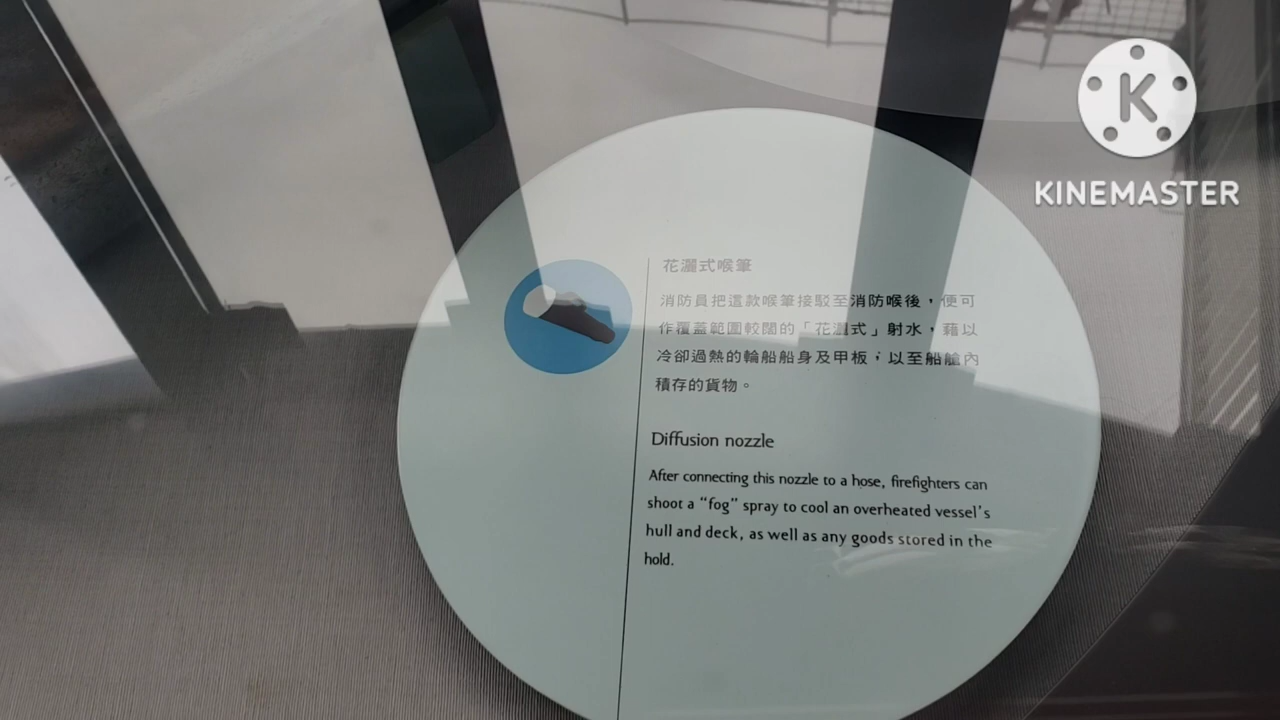 KINEMASTER
花灑式喉筆
消防員把這款喉筆接駁至消防喉後，便可
作覆蓋範圍較闊的「花灑式」射水，藉以
冷卻過熱的輪船船身及甲板，以至船艙內
積存的貨物。
Diffusion nozzle
After connecting this nozzle to a hose, firefighters can
shoot a “fog” spray to cool an overheated vessel’s
hull and deck, as well as any goods stored in the
hold.